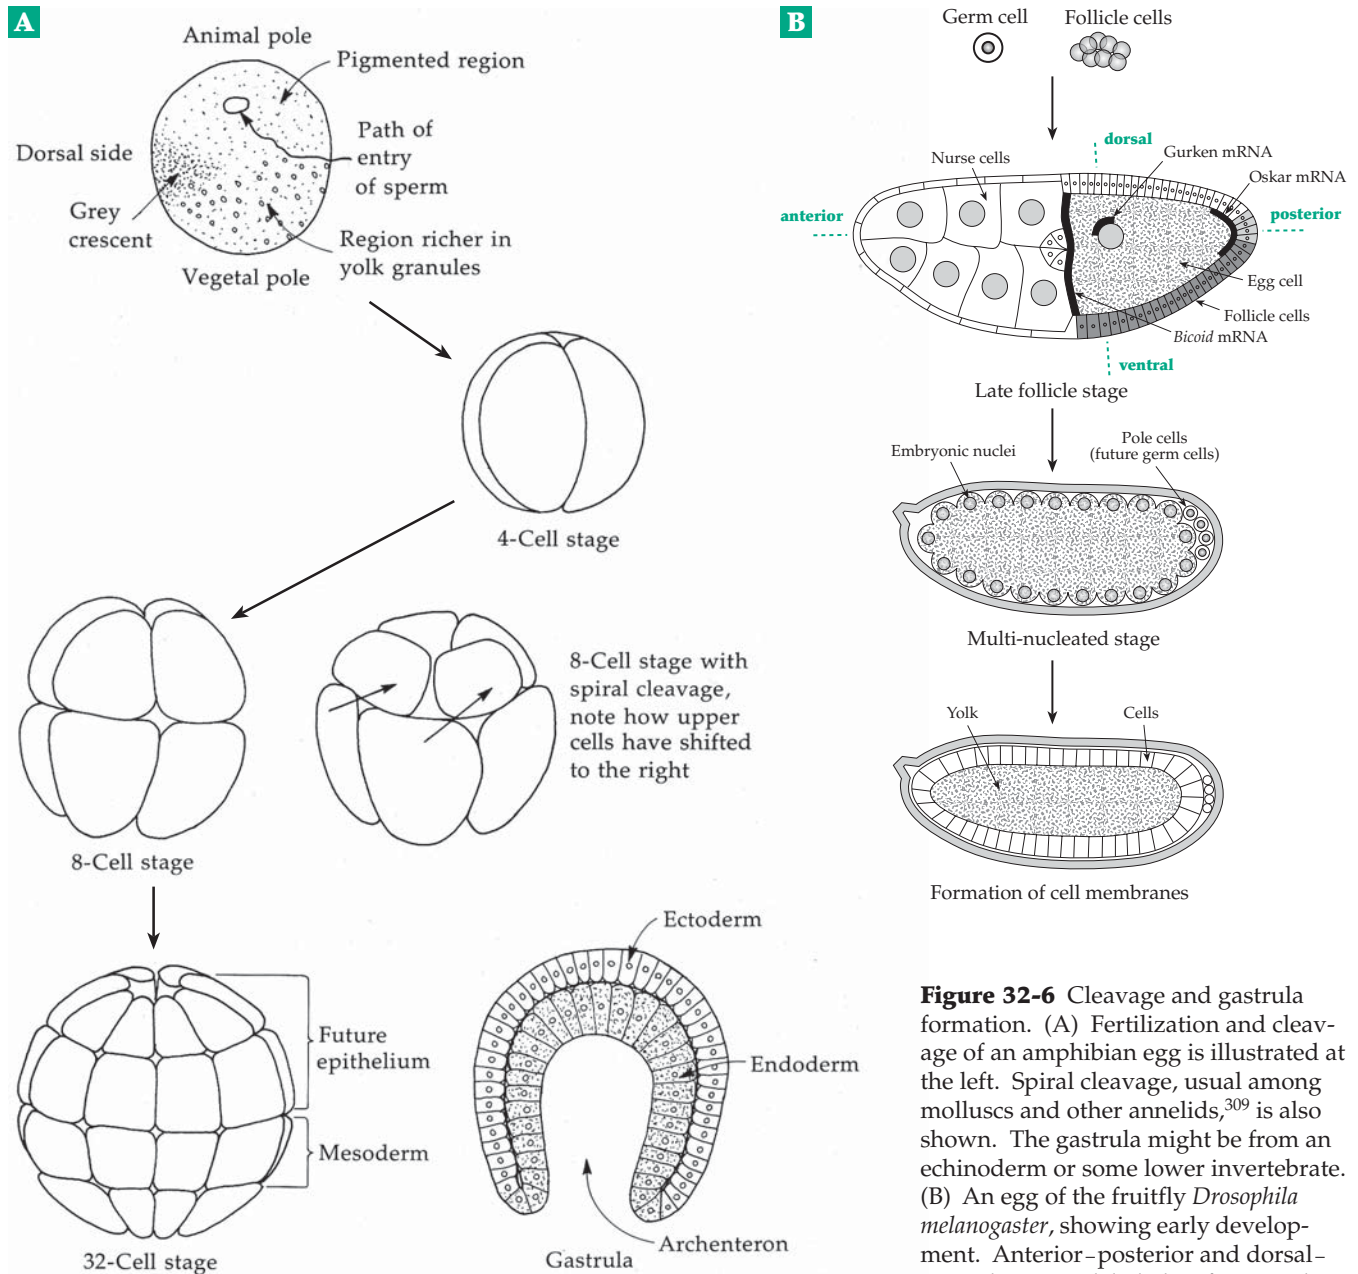 A
Animal pole
Pigmented region
Path of
entry
of sperm
Dorsal side
Grey
crescent
Region richer in
yolk granules
Vegetal pole
4-Cell stage
8-Cell stage
8-Cell stage with
spiral cleavage,
note how upper
cells have shifted
to the right
Future
epithelium
Mesoderm
32-Cell stage
Ectoderm
Endoderm
Archenteron
Gastrula
B
Germ cell
Follicle cells
dorsal
Nurse cells
Gurken mRNA
Oskar mRNA
anterior
posterior
Egg cell
Follicle cells
Bicoid mRNA
ventral
Late follicle stage
Embryonic nuclei
Pole cells
(future germ cells)
Multi-nucleated stage
Yolk
Cells
Formation of cell membranes
Figure 32-6 Cleavage and gastrula
formation. (A) Fertilization and cleav-
age of an amphibian egg is illustrated at
the left. Spiral cleavage, usual among
molluscs and other annelids,309 is also
shown. The gastrula might be from an
echinoderm or some lower invertebrate.
(B) An egg of the fruitfly Drosophila
melanogaster, showing early develop-
ment. Anterior–posterior and dorsal–